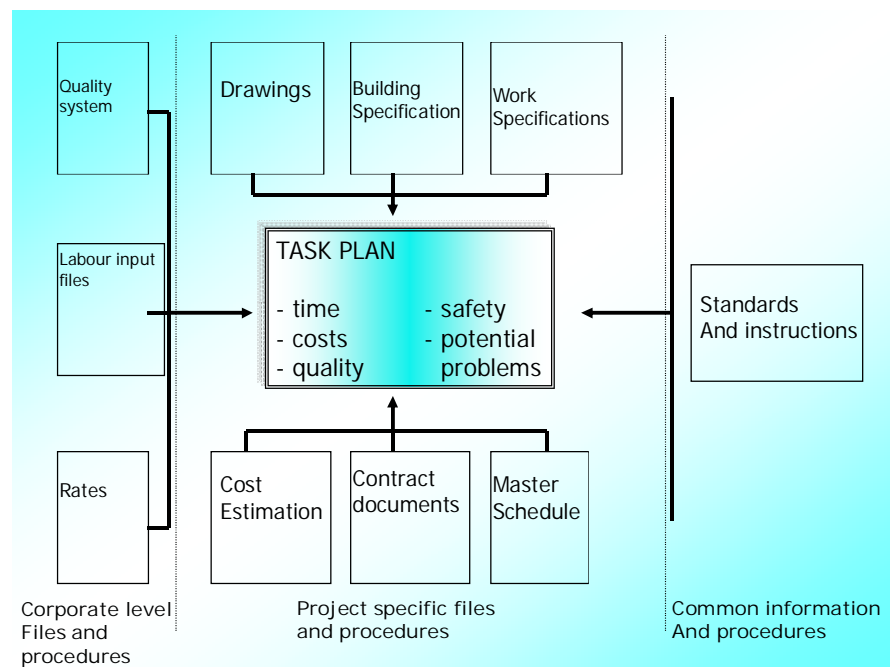 Quality
system
Drawings
Building
Specification
Work
Specifications
Labour input
files
TASK PLAN
- time
- costs
- quality
- safety
- potential
problems
Standards
And instructions
Rates
Cost
Estimation
Contract
documents
Master
Schedule
Corporate level
Files and
procedures
Project specific files
and procedures
Common information
And procedures